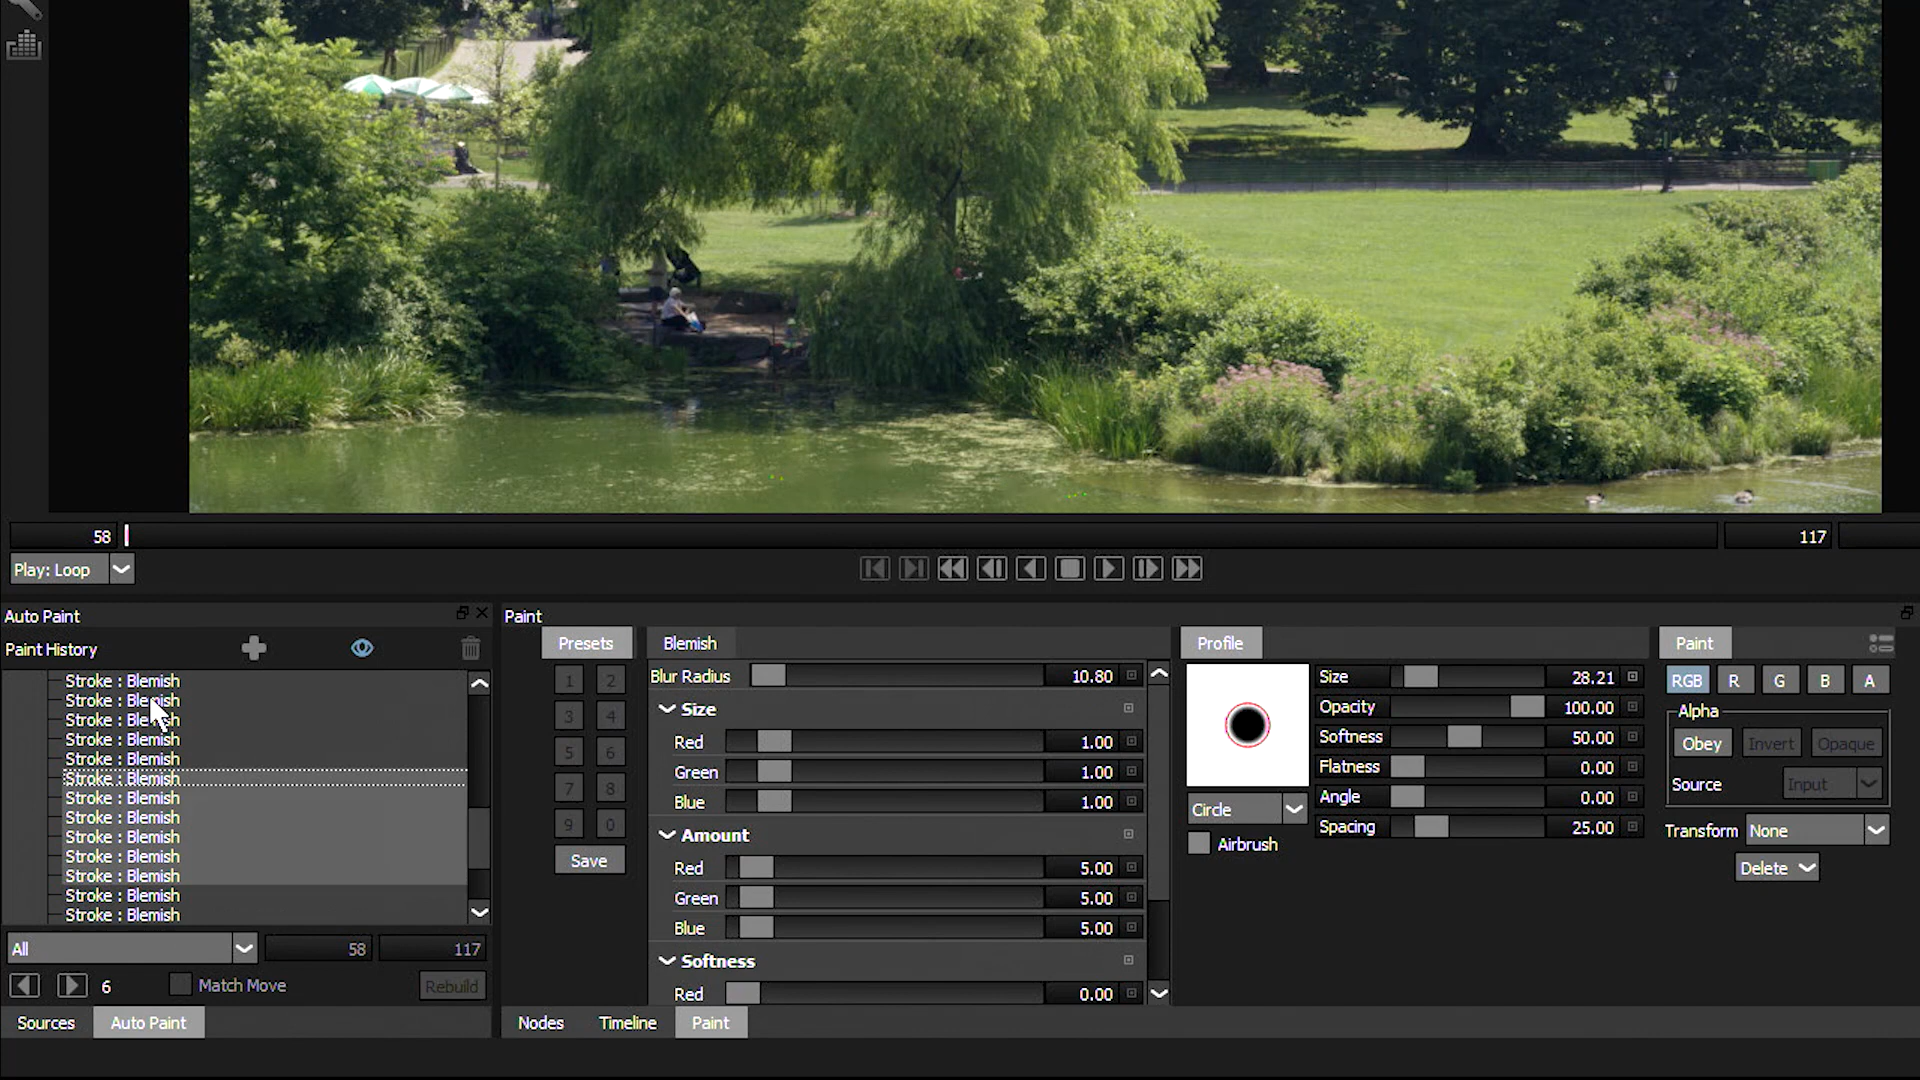 58
117
Play: Loop
Auto Paint
Paint History
Stroke : Blemish
Stroke : Blemish
Stroke : Blemish
Stroke : Blemish
Stroke : Blemish
Stroke : Blemish
Stroke : Blemish
Stroke : Blemish
Stroke : Blemish
Stroke : Blemish
Stroke : Blemish
Stroke : Blemish
Stroke : Blemish
All
58
117
6
Match Move
Rebuild
Sources
Auto Paint
Paint
Presets
1
2
3
4
5
6
7
8
9
0
Save
Blemish
Blur Radius
10.80
Size
Red
1.00
Green
1.00
Blue
1.00
Amount
Red
5.00
Green
5.00
Blue
5.00
Softness
Red
0.00
Profile
Circle
Airbrush
Size
28.21
Opacity
100.00
Softness
50.00
Flatness
0.00
Angle
0.00
Spacing
25.00
Paint
RGB
R
G
B
A
Alpha
Obey
Invert
Opaque
Source
Input
Transform
None
Delete
Nodes
Timeline
Paint